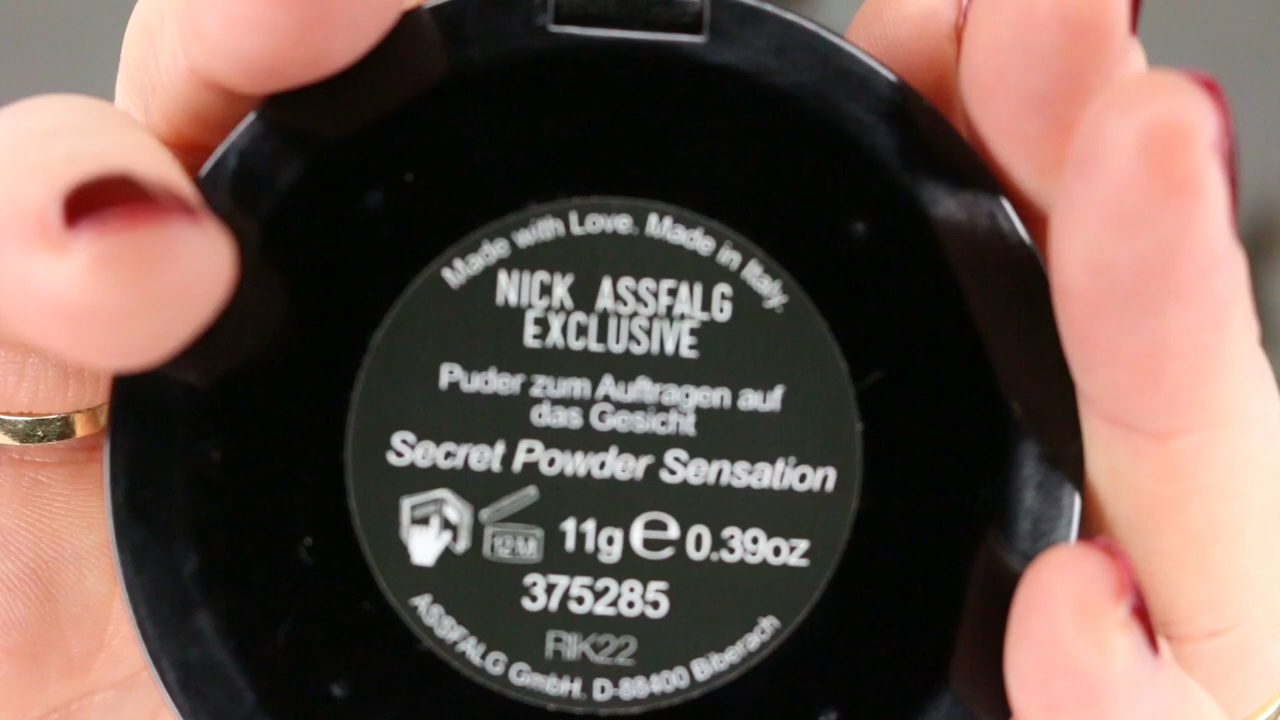 Made with Love. Made in Italy.
NICK ASSFALG
EXCLUSIVE
Puder zum Auftragen auf
das Gesicht
Secret Powder Sensation
12 M
11g e 0.39oz
375285
RIK22
ASSFALG GmbH. D-88400 Biberach